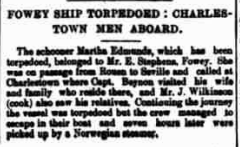 FOWEY SHIP TORPEDOED: CHARLES-
TOWN MEN ABOARD.
The schooner Martha Edmunds, which has been
torpedoed, belonged to Mr. E. Stephens, Fowey. She
was on passage from Rouen to Seville and called at
Charlestown where Capt. Beynon visited his wife
and family who reside there, and Mr. J. Wilkinson
(cook) also saw his relatives. Continuing the journey
the vessel was torpedoed but the crew managed to
escape in their boat and seven hours later were
picked up by a Norwegian steamer.